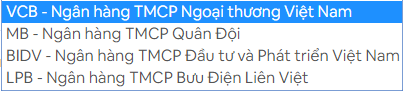 VCB - Ngân hàng TMCP Ngoại thương Việt Nam
MB - Ngân hàng TMCP Quân Đội
BIDV - Ngân hàng TMCP Đầu tư và Phát triển Việt Nam
LPB - Ngân hàng TMCP Bưu Điện Liên Việt